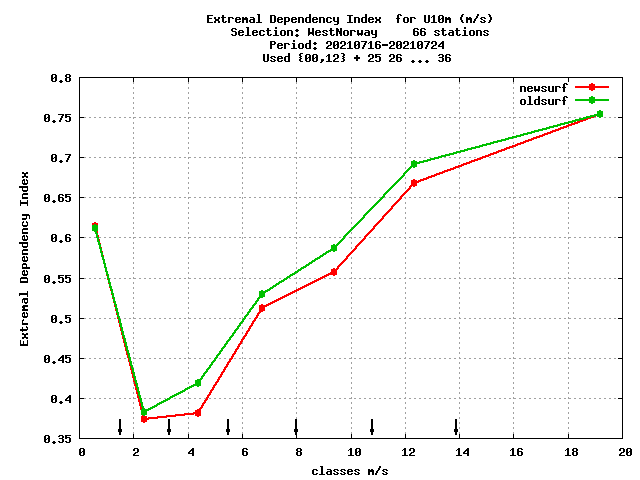 Extremal Dependency Index  for U10m (m/s)
Selection: WestNorway     66 stations
Period: 20210716-20210724
Used {00,12} + 25 26 ... 36
newsurf
oldsurf
0.8
0.75
0.7
0.65
0.6
0.55
0.5
0.45
0.4
0.35
Extremal Dependency Index
0 2 4 6 8 10 12 14 16 18 20
classes m/s